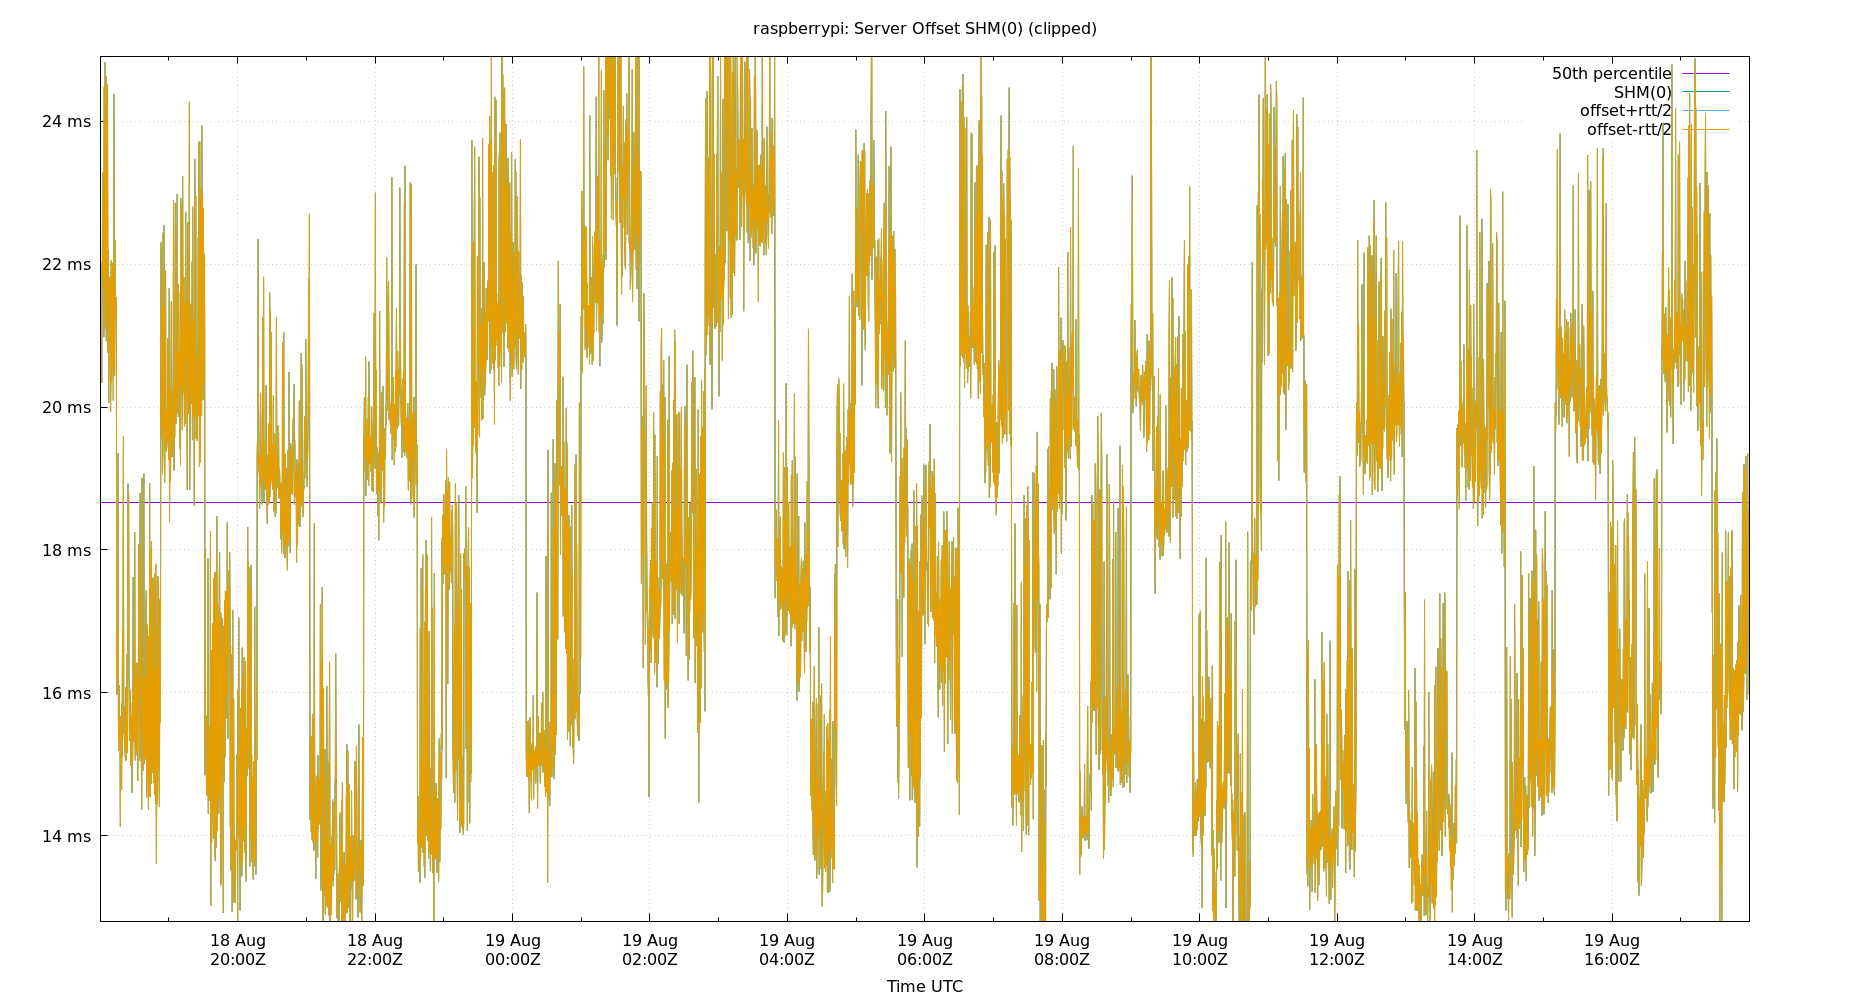 raspberrypi: Server Offset SHM(0) (clipped)
50th percentile
SHM(0)
offset+rtt/2
offset-rtt/2
24 ms
22 ms
20 ms
18 ms
16 ms
14 ms
18 Aug 18 Aug 19 Aug 19 Aug 19 Aug 19 Aug 19 Aug 19 Aug 19 Aug 19 Aug 19 Aug
20:00Z 22:00Z 00:00Z 02:00Z 04:00Z 06:00Z 08:00Z 10:00Z 12:00Z 14:00Z 16:00Z
Time UTC